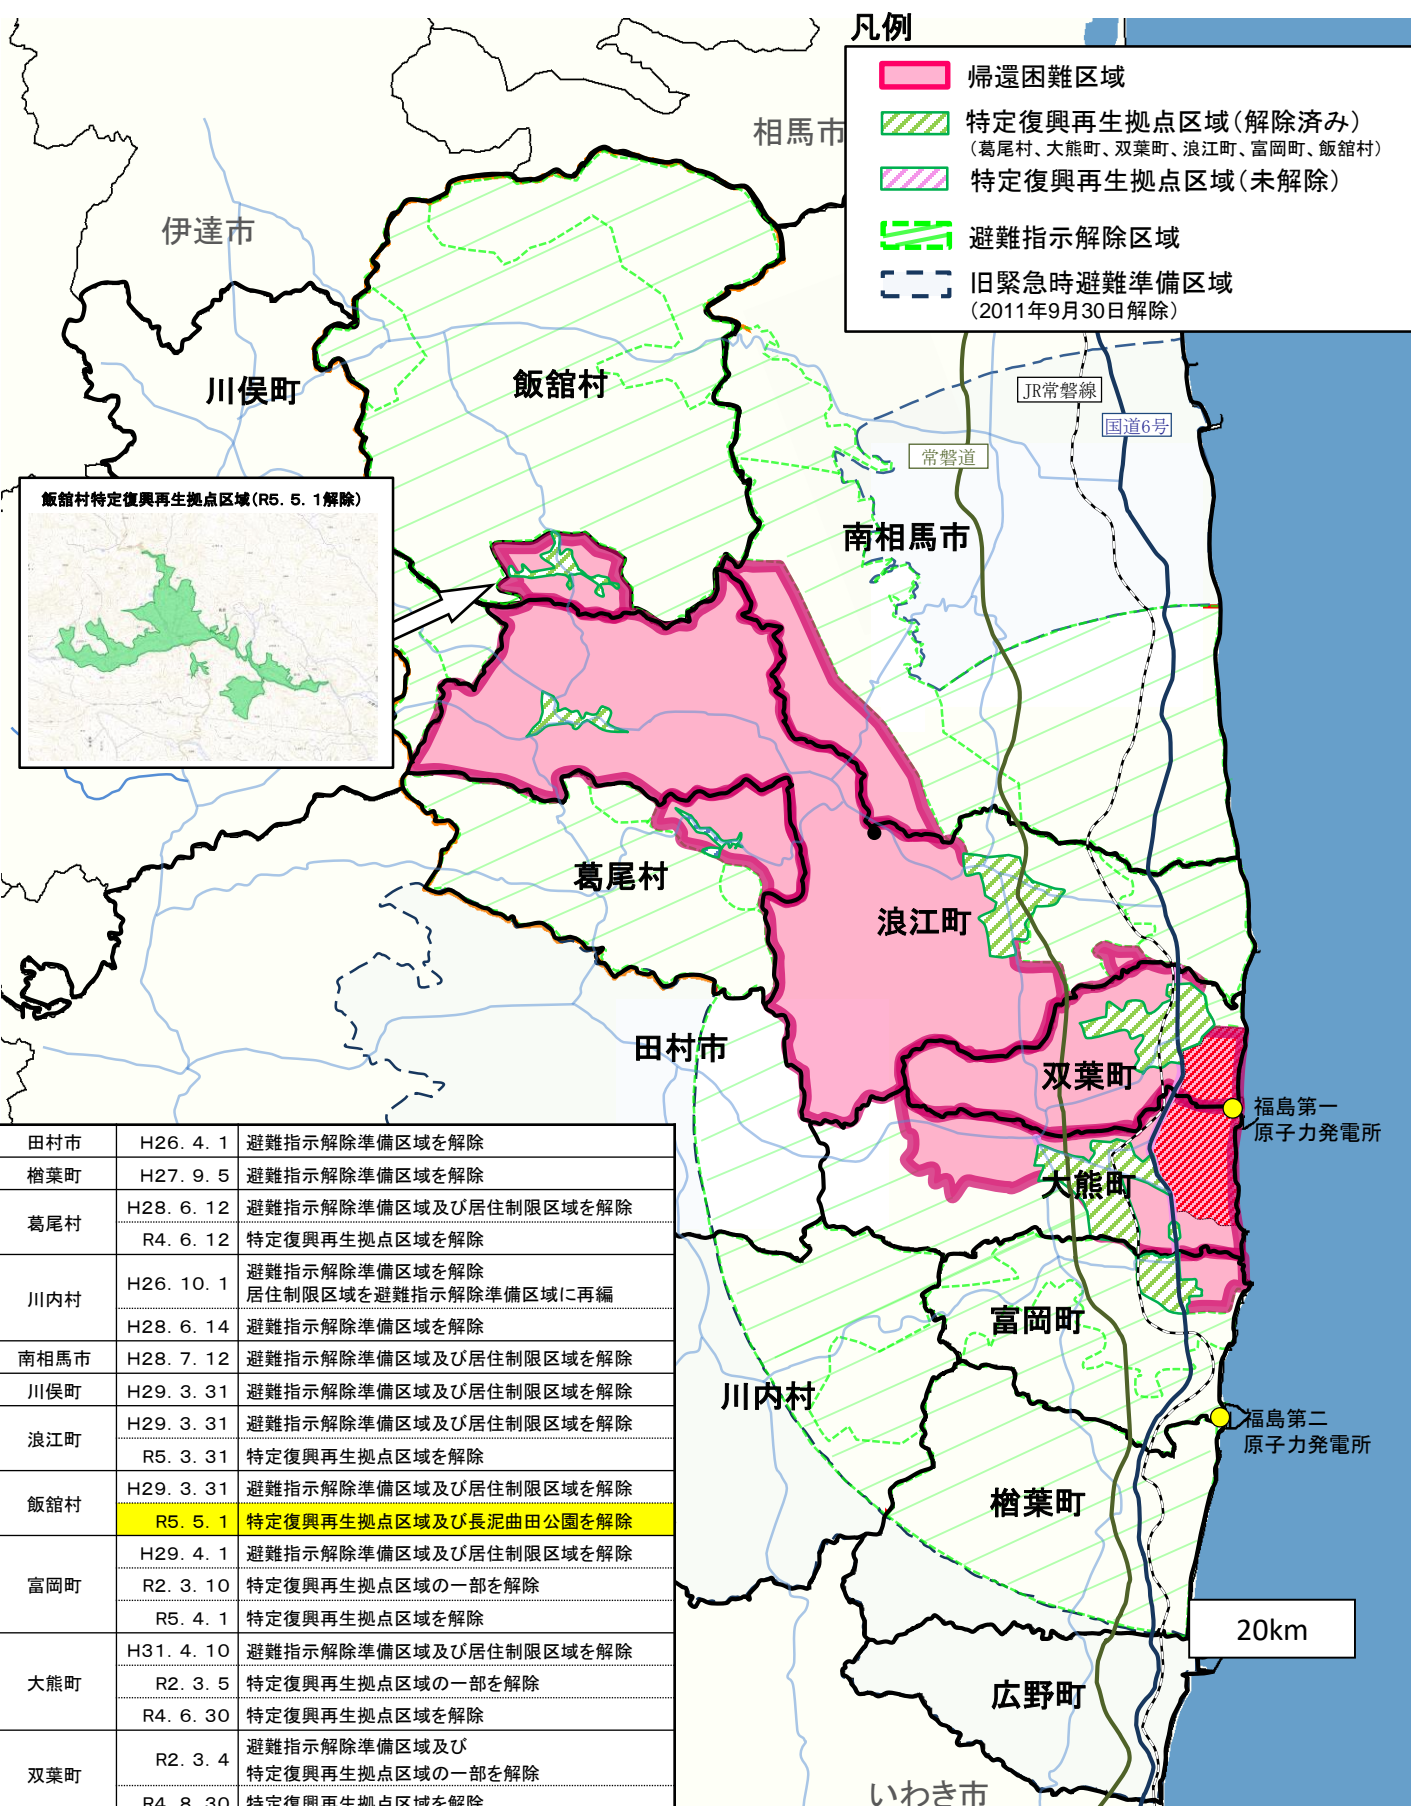 凡例
帰還困難区域
特定復興再生拠点区域(解除済み)
(葛尾村、大熊町、双葉町、浪江町、富岡町、飯舘村)
特定復興再生拠点区域(未解除)
避難指示解除区域
旧緊急時避難準備区域
(2011年9月30日解除)
相馬市
伊達市
川俣町
飯舘村
JR常磐線
国道6号
常磐道
飯舘村特定復興再生拠点区域(R5. 5. 1解除)
南相馬市
葛尾村
浪江町
田村市
双葉町
福島第一
原子力発電所
大熊町
富岡町
川内村
福島第二
原子力発電所
楢葉町
20km
広野町
いわき市
田村市 H26. 4. 1 避難指示解除準備区域を解除
楢葉町 H27. 9. 5 避難指示解除準備区域を解除
葛尾村 H28. 6. 12 避難指示解除準備区域及び居住制限区域を解除
R4. 6. 12 特定復興再生拠点区域を解除
川内村 H26. 10. 1 避難指示解除準備区域を解除
居住制限区域を避難指示解除準備区域に再編
H28. 6. 14 避難指示解除準備区域を解除
南相馬市 H28. 7. 12 避難指示解除準備区域及び居住制限区域を解除
川俣町 H29. 3. 31 避難指示解除準備区域及び居住制限区域を解除
浪江町 H29. 3. 31 避難指示解除準備区域及び居住制限区域を解除
R5. 3. 31 特定復興再生拠点区域を解除
飯舘村 H29. 3. 31 避難指示解除準備区域及び居住制限区域を解除
R5. 5. 1 特定復興再生拠点区域及び長泥曲田公園を解除
富岡町 H29. 4. 1 避難指示解除準備区域及び居住制限区域を解除
R2. 3. 10 特定復興再生拠点区域の一部を解除
R5. 4. 1 特定復興再生拠点区域を解除
大熊町 H31. 4. 10 避難指示解除準備区域及び居住制限区域を解除
R2. 3. 5 特定復興再生拠点区域の一部を解除
R4. 6. 30 特定復興再生拠点区域を解除
双葉町 R2. 3. 4 避難指示解除準備区域及び
特定復興再生拠点区域の一部を解除
R4. 8. 30 特定復興再生拠点区域を解除